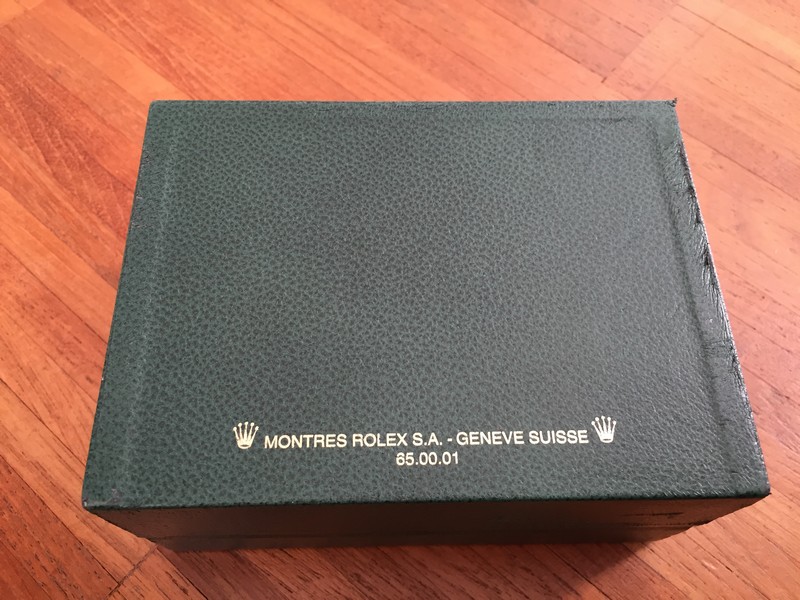 MONTRES ROLEX S.A. - GENEVE SUISSE
65.00.01